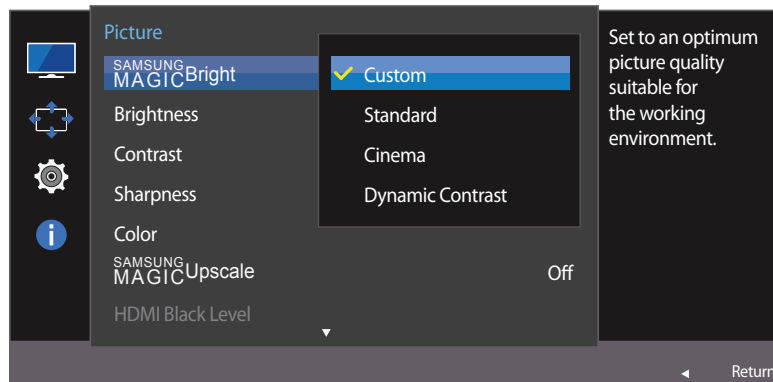 Picture
SAMSUNG
MAGIC Bright
Brightness
Contrast
Sharpness
Color
SAMSUNG
MAGIC Upscale
Off
HDMI Black Level
Custom
Standard
Cinema
Dynamic Contrast
Set to an optimum
picture quality
suitable for
the working
environment.
Return